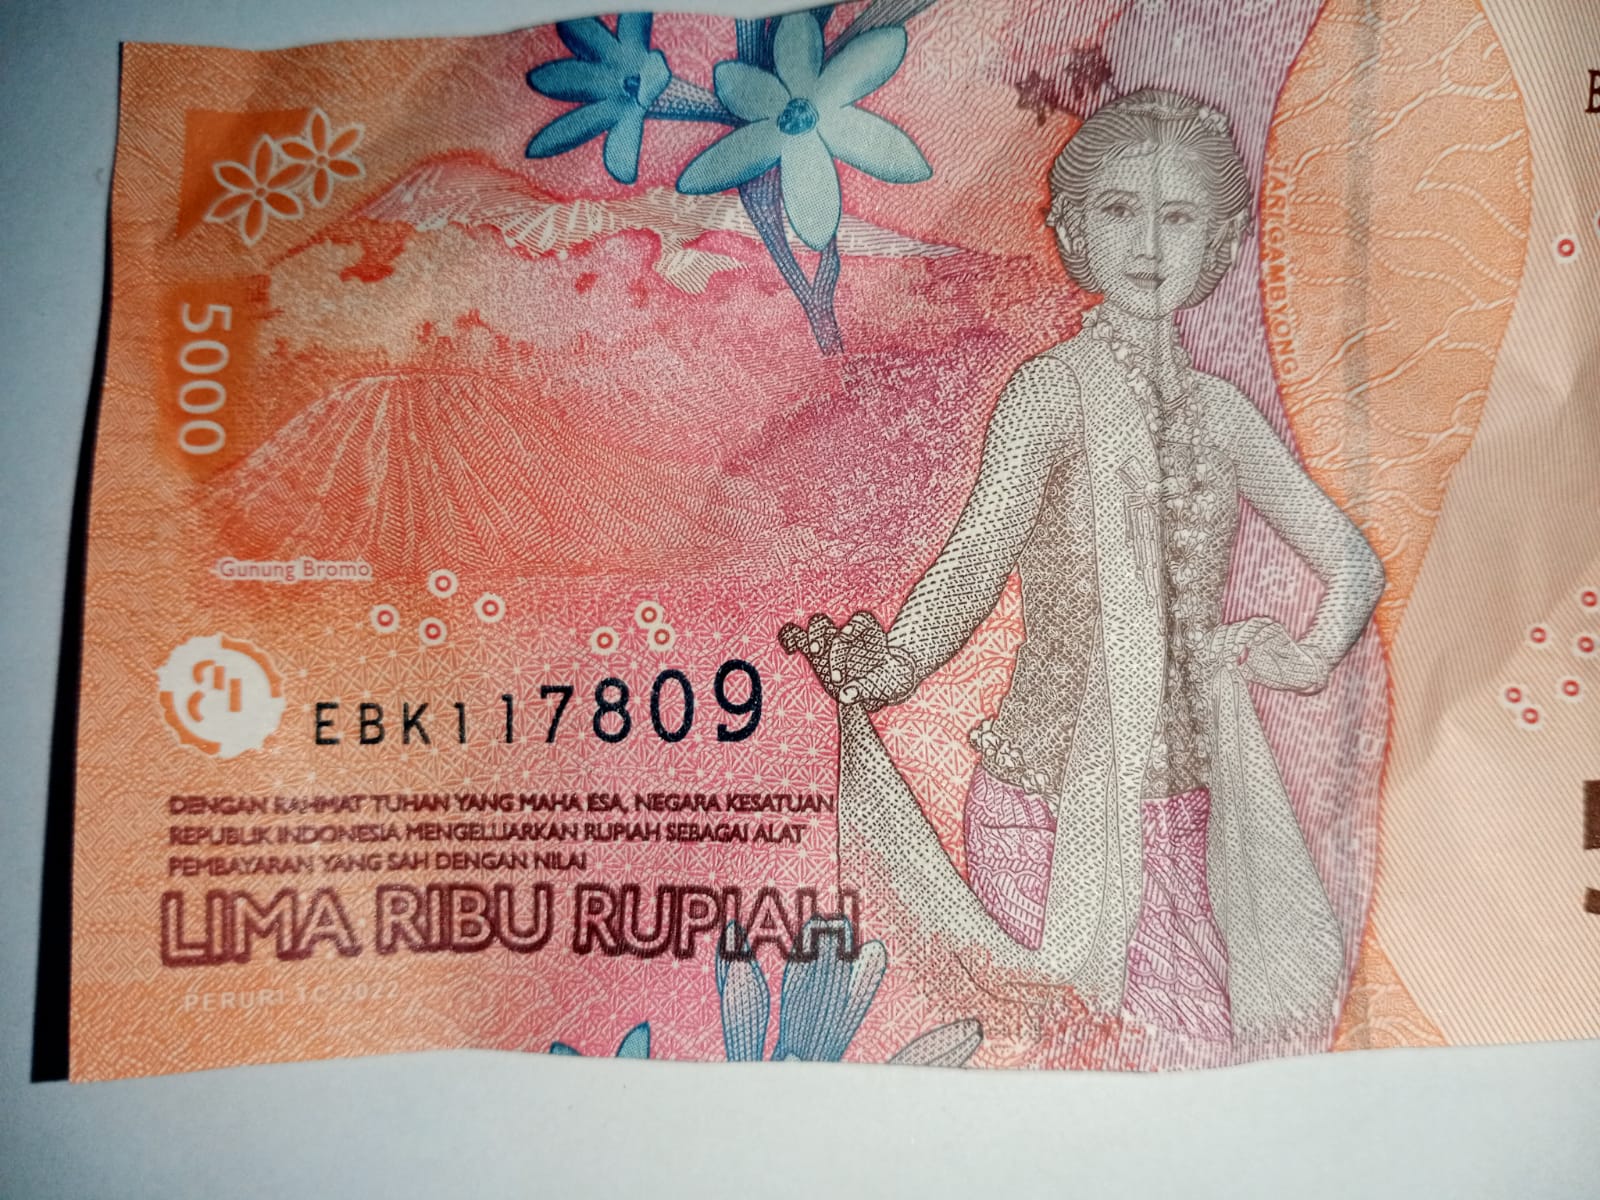 5000
TARI GAMBYONG
Gunung Bromo
EBK117809
DENGAN RAHMAT TUHAN YANG MAHA ESA, NEGARA KESATUAN
REPUBLIK INDONESIA MENGELUARKAN RUPIAH SEBAGAI ALAT
PEMBAYARAN YANG SAH DENGAN NILAI
LIMA RIBU RUPIAH
PERURI TC 2022